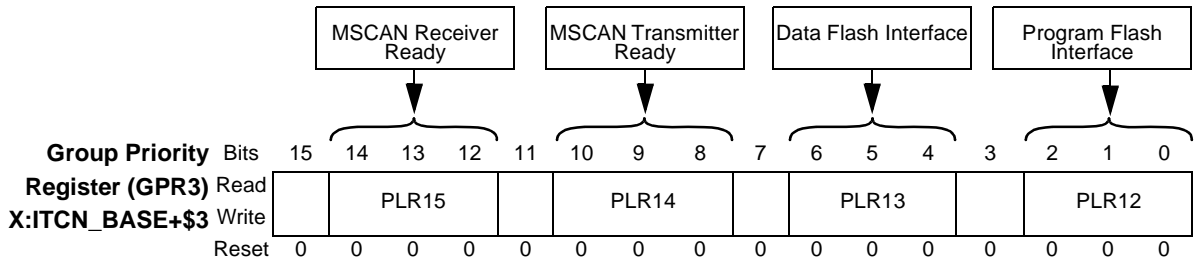 MSCAN Receiver
Ready
MSCAN Transmitter
Ready
Data Flash Interface
Program Flash
Interface
Group Priority Bits 15 14 13 12 11 10 9 8 7 6 5 4 3 2 1 0
Register (GPR3) Read
PLR15 PLR14 PLR13 PLR12
X:ITCN_BASE+$3 Write
Reset 0 0 0 0 0 0 0 0 0 0 0 0 0 0 0 0